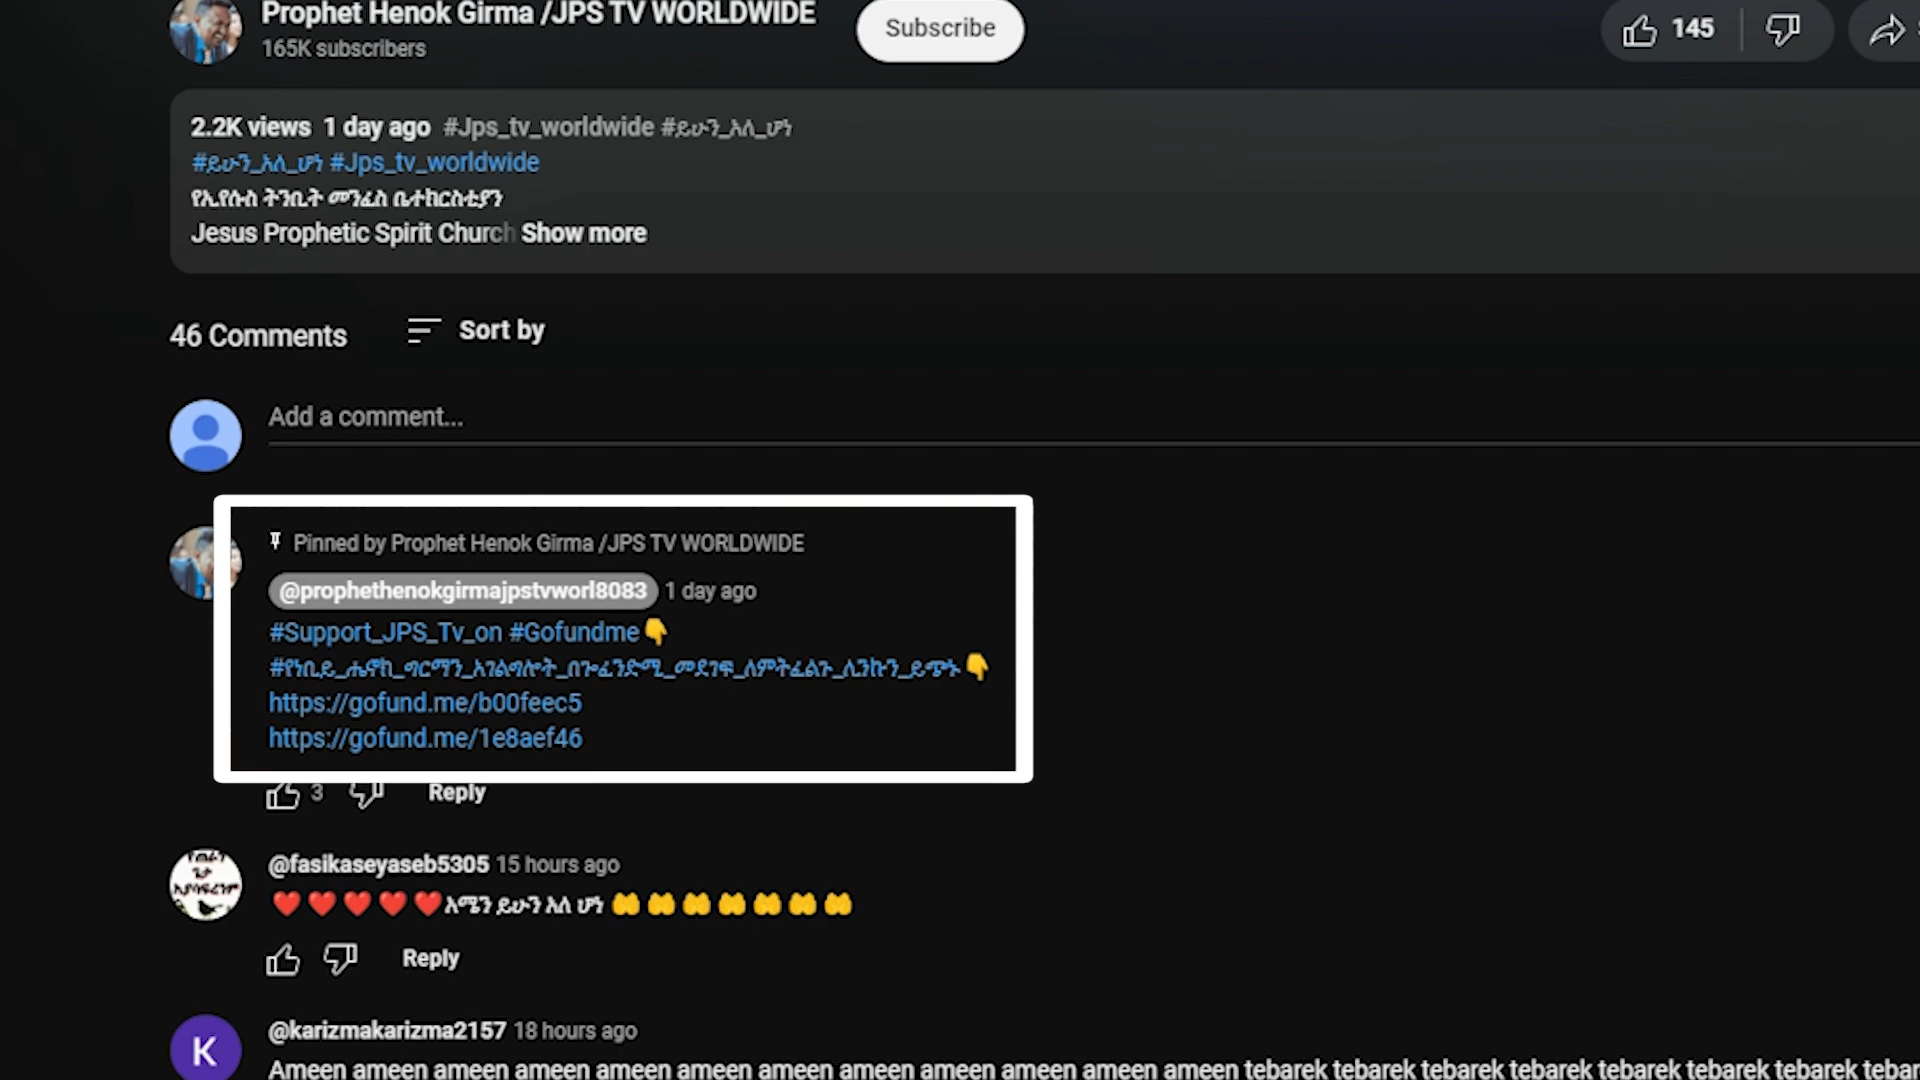 Prophet Henok Girma /JPS TV WORLDWIDE
165K subscribers
Subscribe
145
2.2K views 1 day ago #Jps_tv_worldwide #ይሁን_አለ_ሆነ
#ይሁን_አለ_ሆነ #Jps_tv_worldwide
የኢየሱስ ትንቢት መንፈስ ቤተክርስቲያን
Jesus Prophetic Spirit Church Show more
46 Comments
Sort by
Add a comment...
Pinned by Prophet Henok Girma /JPS TV WORLDWIDE
@prophethenokgirmajpstvworl8083 1 day ago
#Support_JPS_Tv_on #Gofundme👇
#የነቢይ_ሔኖክ_ግርማን_አገልግሎት_በጐፈንድሚ_መደገፍ_ለምትፈልጉ_ሊንኩን_ይጭኑ👇
https://gofund.me/b00feec5
https://gofund.me/1e8aef46
3
Reply
@fasikaseyaseb5305 15 hours ago
❤️❤️❤️❤️❤️አሜን ይሁን አለ ሆነ 🤲🤲🤲🤲🤲🤲🤲
Reply
K
@karizmakarizma2157 18 hours ago
Ameen ameen ameen ameen ameen ameen ameen ameen ameen ameen ameen ameen tebarek tebarek tebarek tebarek tebarek tebarek tebarek